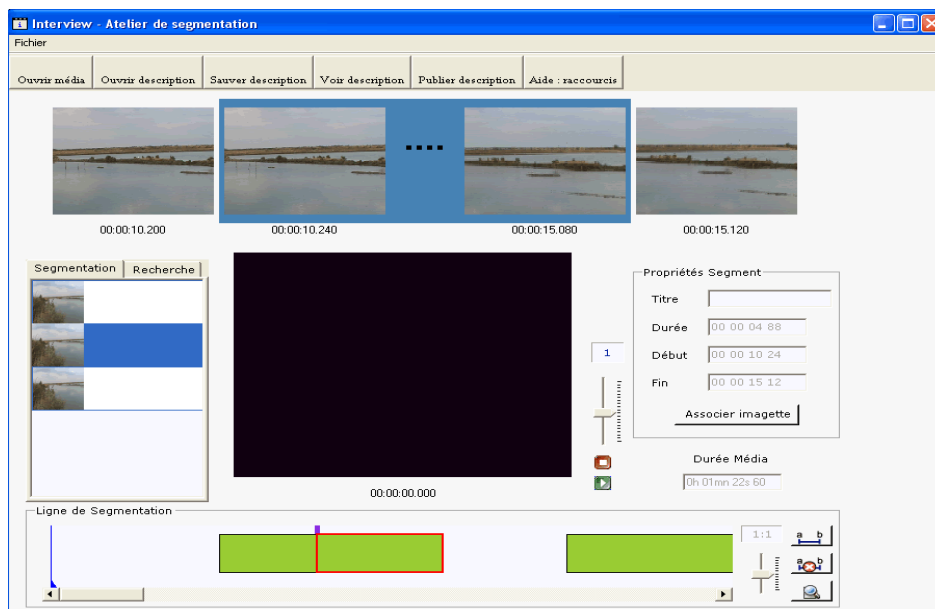 Interview - Atelier de segmentation
Fichier
Ouvrir média Ouvrir description Sauver description Voir description Publier description Aide : raccourcis
....
00:00:10.200 00:00:10.240 00:00:15.080 00:00:15.120
Segmentation Recherche
Propriétés Segment
Titre
Durée 00 00 04 88
1
Début 00 00 10 24
Fin 00 00 15 12
Associer imagette
Durée Média
0h 01mn 22s 60
00:00:00.000
Ligne de Segmentation
1:1
a b
a b